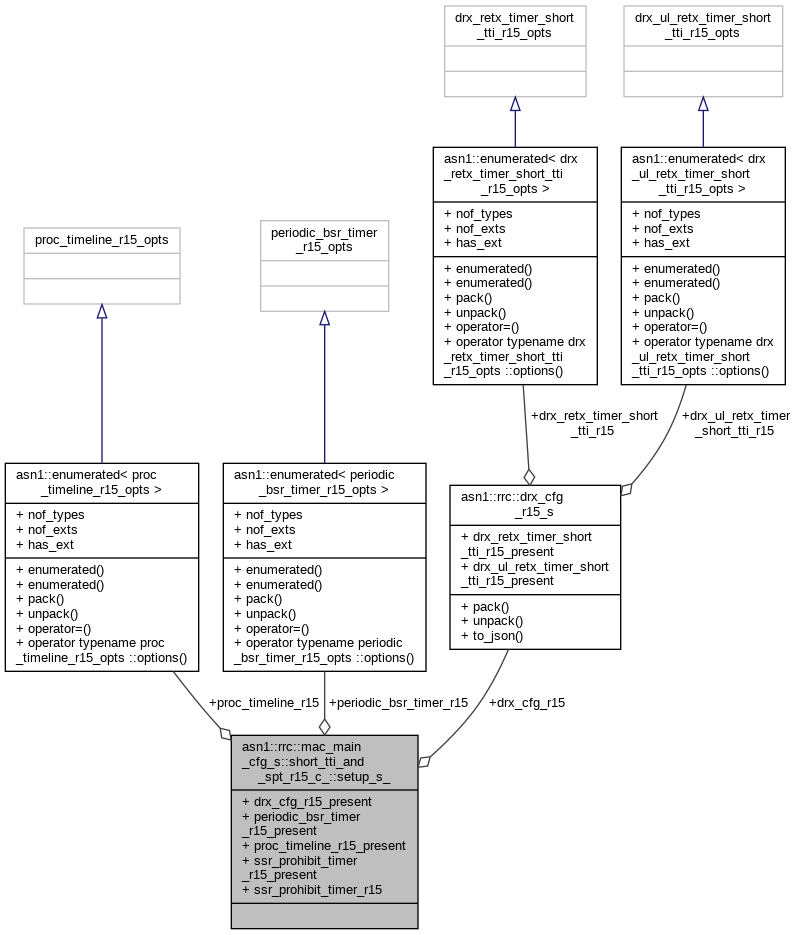 drx_retx_timer_short
_tti_r15_opts
drx_ul_retx_timer_short
_tti_r15_opts
asn1::enumerated< drx
_retx_timer_short_tti
_r15_opts >
+ nof_types
+ nof_exts
+ has_ext
+ enumerated()
+ enumerated()
+ pack()
+ unpack()
+ operator=()
+ operator typename drx
_retx_timer_short_tti
_r15_opts ::options()
asn1::enumerated< drx
_ul_retx_timer_short
_tti_r15_opts >
+ nof_types
+ nof_exts
+ has_ext
+ enumerated()
+ enumerated()
+ pack()
+ unpack()
+ operator=()
+ operator typename drx
_ul_retx_timer_short
_tti_r15_opts ::options()
proc_timeline_r15_opts
periodic_bsr_timer
_r15_opts
+drx_retx_timer_short
_tti_r15
+drx_ul_retx_timer
_short_tti_r15
asn1::enumerated< proc
_timeline_r15_opts >
+ nof_types
+ nof_exts
+ has_ext
+ enumerated()
+ enumerated()
+ pack()
+ unpack()
+ operator=()
+ operator typename proc
_timeline_r15_opts ::options()
asn1::enumerated< periodic
_bsr_timer_r15_opts >
+ nof_types
+ nof_exts
+ has_ext
+ enumerated()
+ enumerated()
+ pack()
+ unpack()
+ operator=()
+ operator typename periodic
_bsr_timer_r15_opts ::options()
asn1::rrc::drx_cfg
_r15_s
+ drx_retx_timer_short
_tti_r15_present
+ drx_ul_retx_timer_short
_tti_r15_present
+ pack()
+ unpack()
+ to_json()
+proc_timeline_r15
+periodic_bsr_timer_r15
+drx_cfg_r15
asn1::rrc::mac_main
_cfg_s::short_tti_and
_spt_r15_c_::setup_s_
+ drx_cfg_r15_present
+ periodic_bsr_timer
_r15_present
+ proc_timeline_r15_present
+ ssr_prohibit_timer
_r15_present
+ ssr_prohibit_timer_r15